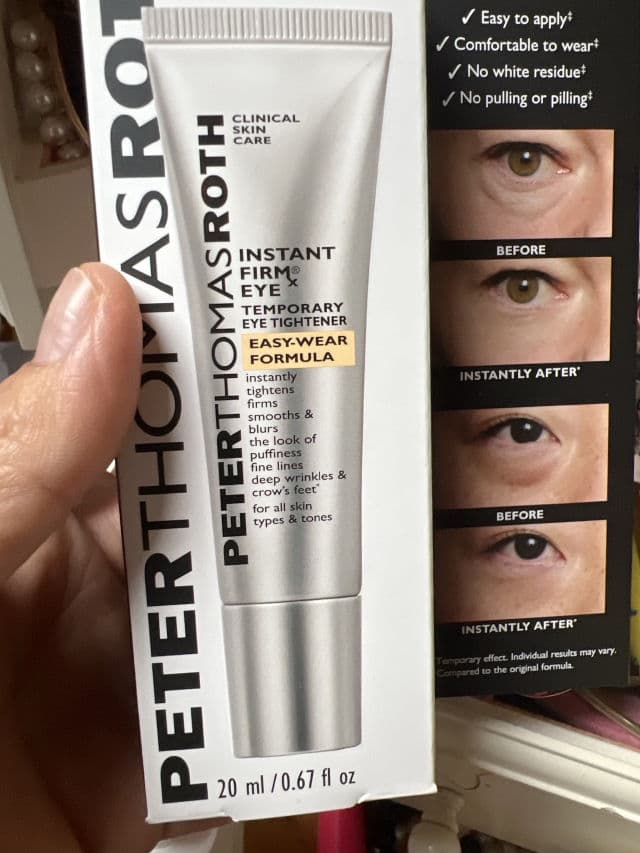 PETERTHOMASROT
PETERTHOMASROTH
CLINICAL
SKIN
CARE
INSTANT
FIRMx®
EYE
TEMPORARY
EYE TIGHTENER
EASY-WEAR
FORMULA
instantly
tightens
firms
smooths &
blurs
the look of
puffiness
fine lines
deep wrinkles &
crow's feet*
for all skin
types & tones
20 ml / 0.67 fl oz
✓ Easy to apply‡
✓ Comfortable to wear‡
✓ No white residue‡
✓ No pulling or pilling‡
BEFORE
INSTANTLY AFTER*
BEFORE
INSTANTLY AFTER*
Temporary effect. Individual results may vary.
Compared to the original formula.